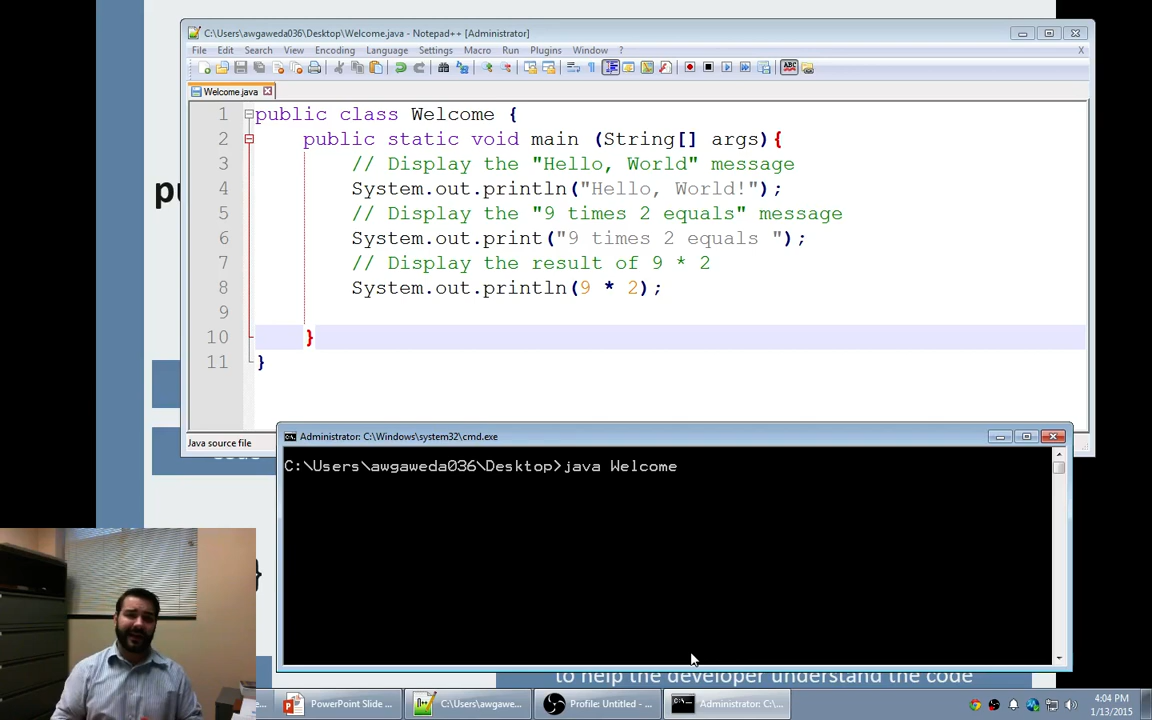 C:\Users\awgaweda036\Desktop\Welcome.java - Notepad++ [Administrator]
File Edit Search View Encoding Language Settings Macro Run Plugins Window ? X
Welcome.java
1 public class Welcome {
2 public static void main (String[] args){
3 // Display the "Hello, World" message
4 System.out.println("Hello, World!");
5 // Display the "9 times 2 equals" message
6 System.out.print("9 times 2 equals ");
7 // Display the result of 9 * 2
8 System.out.println(9 * 2);
9
10 }
11 }
Java source file
Administrator: C:\Windows\system32\cmd.exe
C:\Users\awgaweda036\Desktop>java Welcome
}
to help the developer understand the code
PowerPoint Slide ...
C:\Users\awgawe...
Profile: Untitled - ...
Administrator: C:\...
4:04 PM
1/13/2015